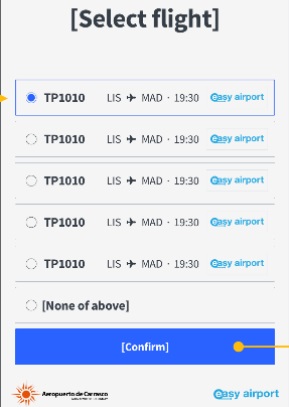 [Select flight]
TP1010 LIS ✈ MAD · 19:30 easy airport
TP1010 LIS ✈ MAD · 19:30 easy airport
TP1010 LIS ✈ MAD · 19:30 easy airport
TP1010 LIS ✈ MAD · 19:30 easy airport
TP1010 LIS ✈ MAD · 19:30 easy airport
[None of above]
[Confirm]
Aeropuerto de Carrasco easy airport